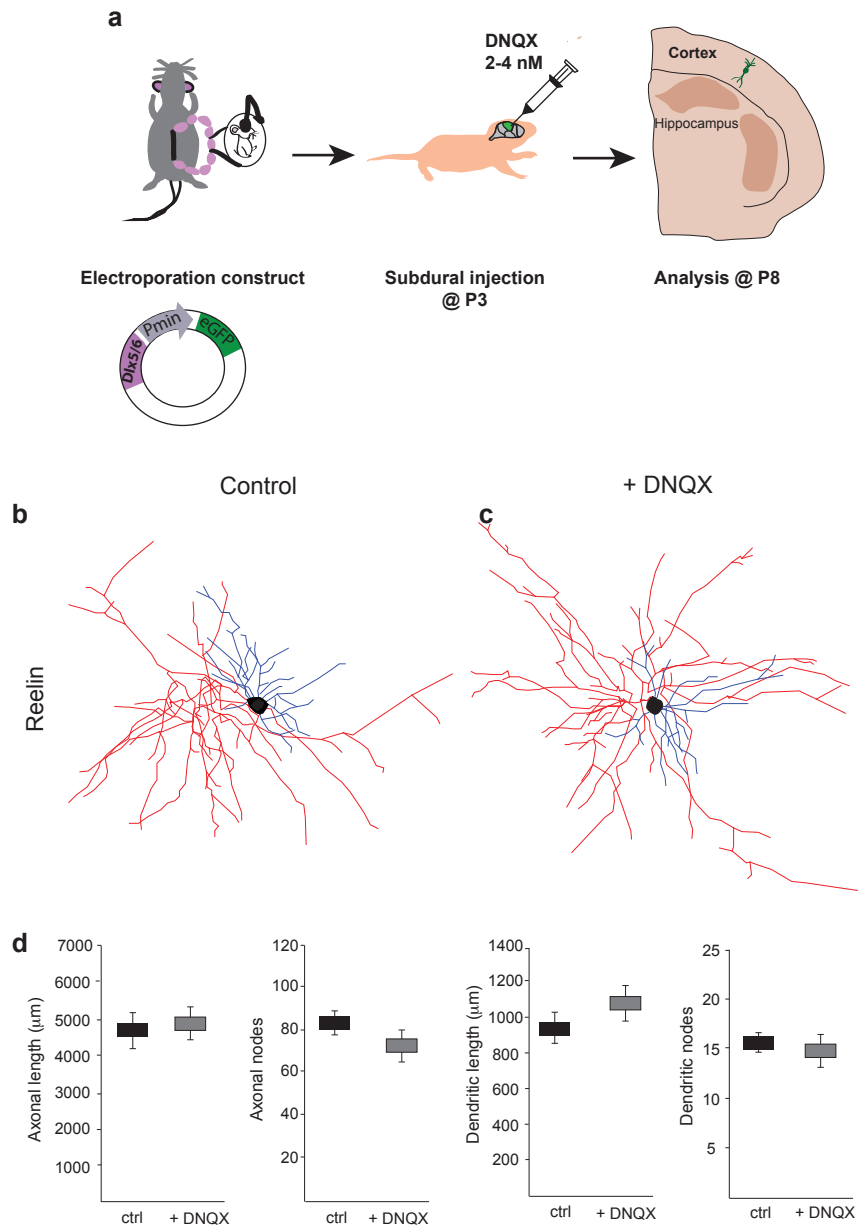 a
DNQX
2-4 nM
Cortex
Hippocampus
Electroporation construct
Subdural injection
@ P3
Analysis @ P8
Dlx5/6
Pmin
eGFP
Control
+ DNQX
b
c
Reelin
d
Axonal length (μm)
7000
6000
5000
4000
3000
2000
1000
ctrl
+ DNQX
Axonal nodes
120
100
80
60
40
20
ctrl
+ DNQX
Dendritic length (μm)
1400
1200
1000
800
600
400
200
ctrl
+ DNQX
Dendritic nodes
25
20
15
10
5
ctrl
+ DNQX